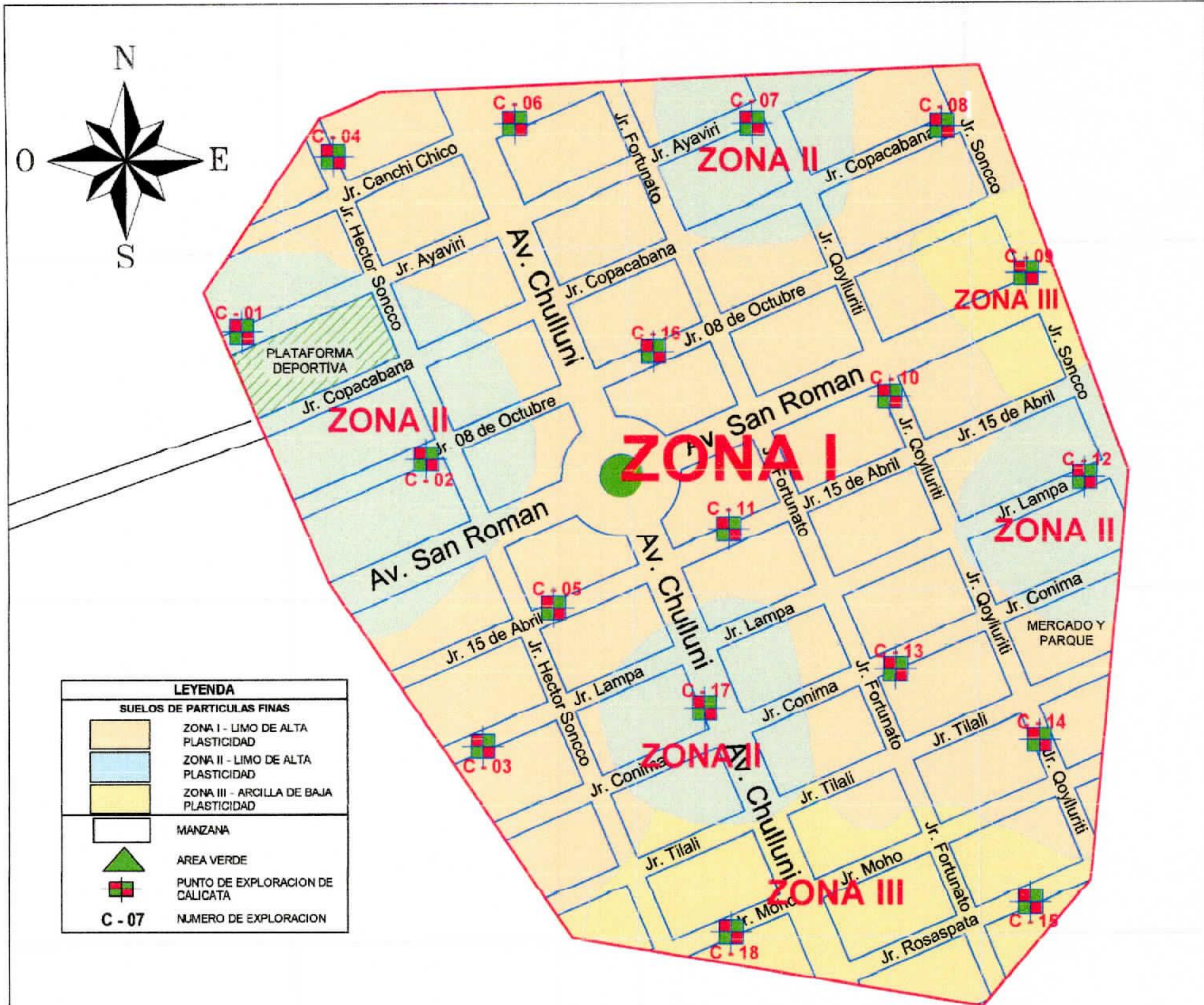 N
O
E
S
C - 06
C - 07
C - 08
C - 04
Jr. Fortunato
Jr. Ayaviri
ZONA II
Jr. Copacabana
Jr. Soncco
Jr. Canchi Chico
Jr. Hector Soncco
Jr. Ayaviri
Av. Chulluni
Jr. Copacabana
Jr. Qoylluriti
C - 09
ZONA III
C - 01
PLATAFORMA
DEPORTIVA
C - 16
Jr. 08 de Octubre
Jr. Soncco
Jr. Copacabana
ZONA II
Jr. 08 de Octubre
C - 02
Av. San Roman
C - 10
Jr. Qoylluriti
Jr. 15 de Abril
ZONA I
Jr. Fortunato
Jr. 15 de Abril
C - 12
Jr. Lampa
ZONA II
C - 11
Av. San Roman
Av. Chulluni
C - 05
Jr. 15 de Abril
Jr. Hector Soncco
Jr. Lampa
Jr. Qoylluriti
Jr. Conima
MERCADO Y
PARQUE
Jr. Lampa
C - 13
Jr. Fortunato
C - 17
Jr. Conima
C - 03
Jr. Conima
ZONA II
Av. Chulluni
Jr. Tilali
C - 14
Jr. Qoylluriti
Jr. Tilali
Jr. Tilali
Jr. Moho
Jr. Fortunato
ZONA III
Jr. Moho
C - 18
Jr. Rosaspata
C - 15
LEYENDA
SUELOS DE PARTICULAS FINAS
ZONA I - LIMO DE ALTA
PLASTICIDAD
ZONA II - LIMO DE ALTA
PLASTICIDAD
ZONA III - ARCILLA DE BAJA
PLASTICIDAD
MANZANA
AREA VERDE
PUNTO DE EXPLORACION DE
CALICATA
C - 07
NUMERO DE EXPLORACION